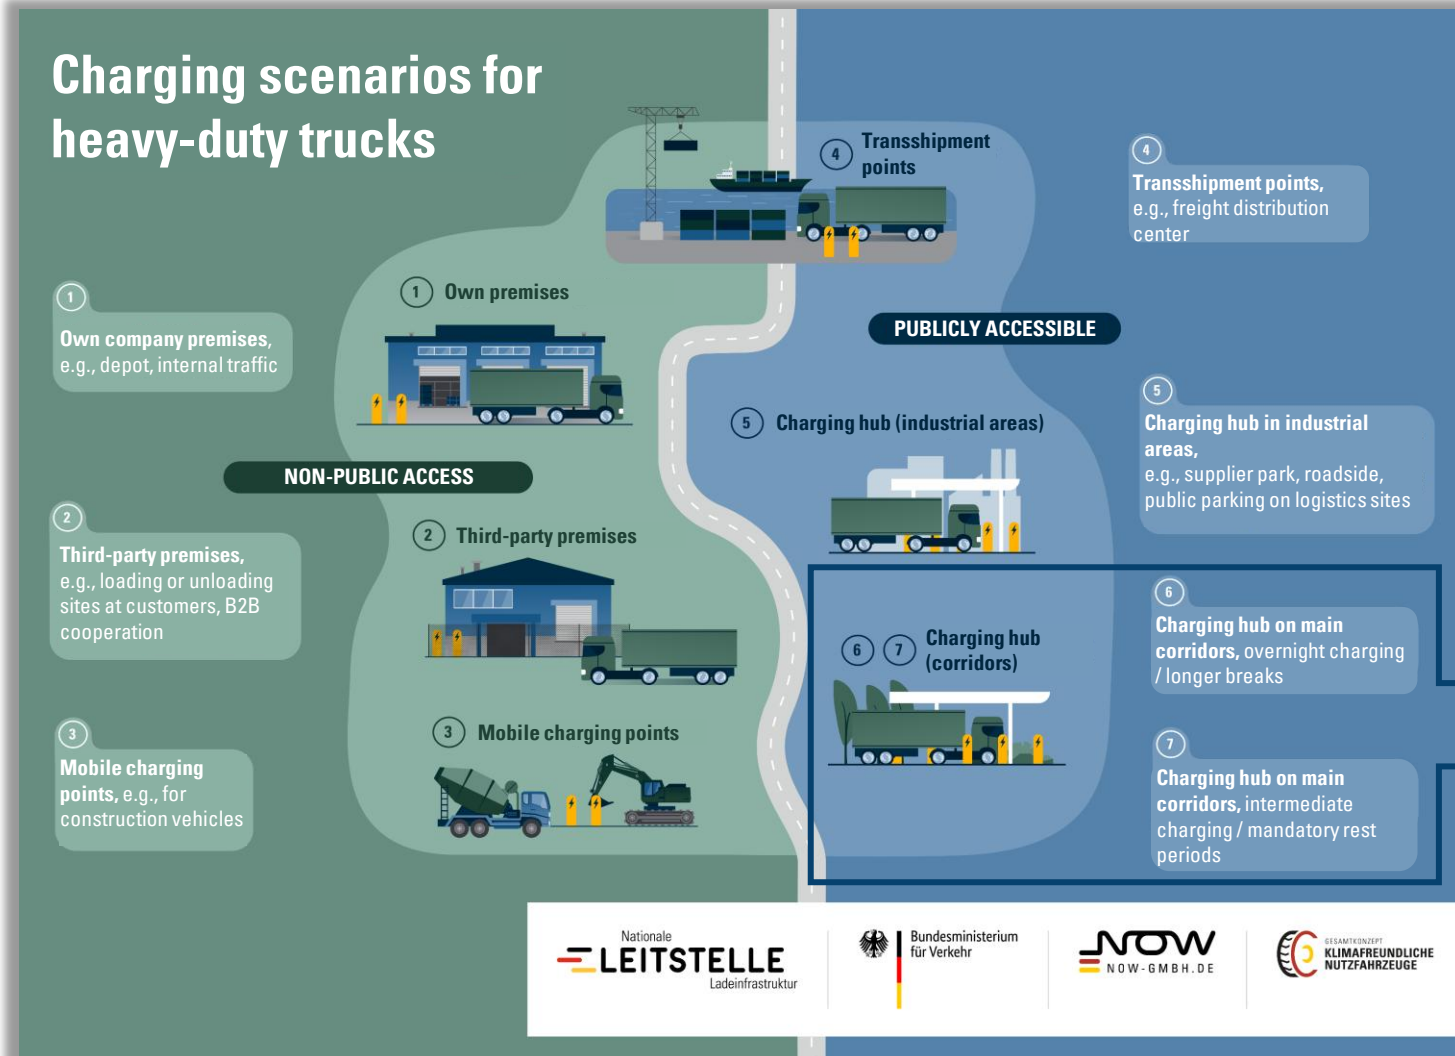 Charging scenarios for
heavy-duty trucks
4
Transshipment
points
4
Transshipment points,
e.g., freight distribution
center
1
Own company premises,
e.g., depot, internal traffic
1
Own premises
PUBLICLY ACCESSIBLE
5
Charging hub (industrial areas)
5
Charging hub in industrial
areas,
e.g., supplier park, roadside,
public parking on logistics sites
NON-PUBLIC ACCESS
2
Third-party premises,
e.g., loading or unloading
sites at customers, B2B
cooperation
2
Third-party premises
6
7
Charging hub
(corridors)
6
Charging hub on main
corridors, overnight charging
/ longer breaks
3
Mobile charging
points, e.g., for
construction vehicles
3
Mobile charging points
7
Charging hub on main
corridors, intermediate
charging / mandatory rest
periods
Nationale
LEITSTELLE
Ladeinfrastruktur
Bundesministerium
für Verkehr
NOW
NOW-GMBH.DE
GESAMTKONZEPT
KLIMAFREUNDLICHE
NUTZFAHRZEUGE